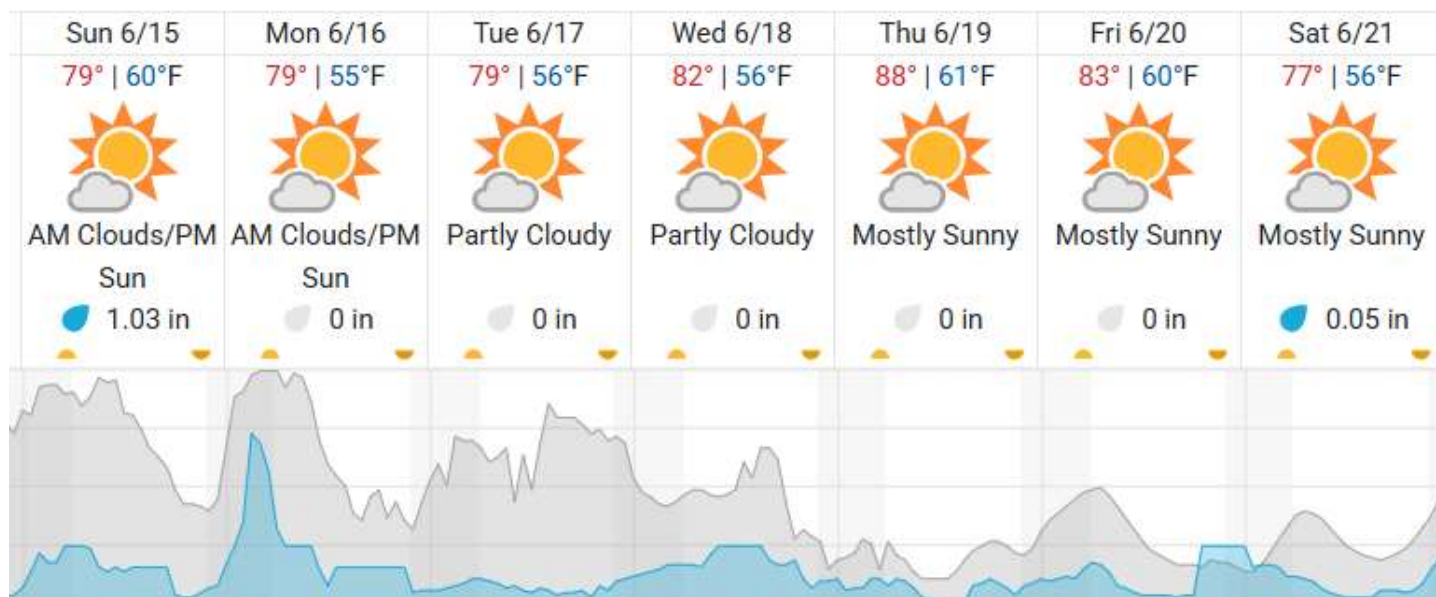 Sun 6/15
Mon 6/16
Tue 6/17
Wed 6/18
Thu 6/19
Fri 6/20
Sat 6/21
79° | 60°F
79° | 55°F
79° | 56°F
82° | 56°F
88° | 61°F
83° | 60°F
77° | 56°F
AM Clouds/PM
Sun
AM Clouds/PM
Sun
Partly Cloudy
Partly Cloudy
Mostly Sunny
Mostly Sunny
Mostly Sunny
1.03 in
0 in
0 in
0 in
0 in
0 in
0.05 in